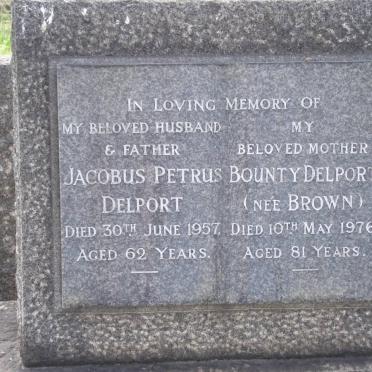 IN LOVING MEMORY OF
MY BELOVED HUSBAND
& FATHER
JACOBUS PETRUS
DELPORT
DIED 30TH JUNE 1957
AGED 62 YEARS.
MY
BELOVED MOTHER
BOUNTY DELPORT
(NÉE BROWN)
DIED 10TH MAY 1976
AGED 81 YEARS.